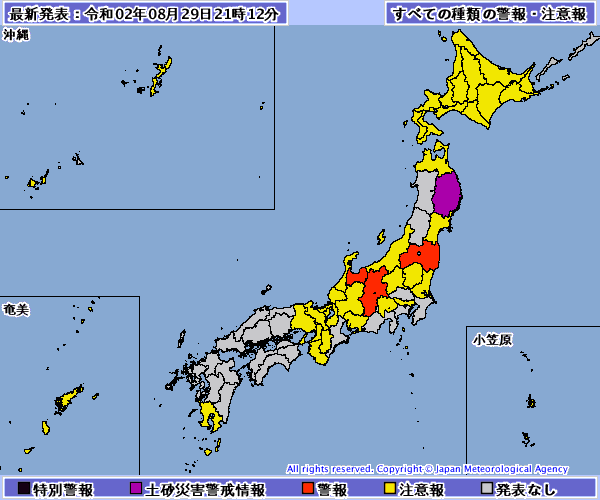 最新発表：令和02年08月29日21時12分
すべての種類の警報・注意報
沖縄
奄美
小笠原
All rights reserved. Copyright © Japan Meteorological Agency
特別警報 土砂災害警戒情報 警報 注意報 発表なし